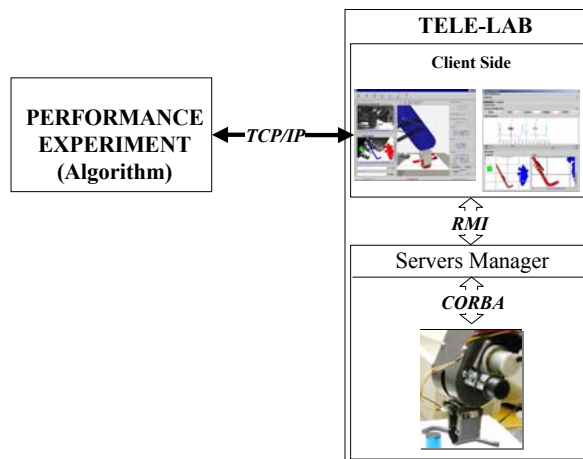 TELE-LAB
Client Side
PERFORMANCE
EXPERIMENT
(Algorithm)
TCP/IP
RMI
Servers Manager
CORBA